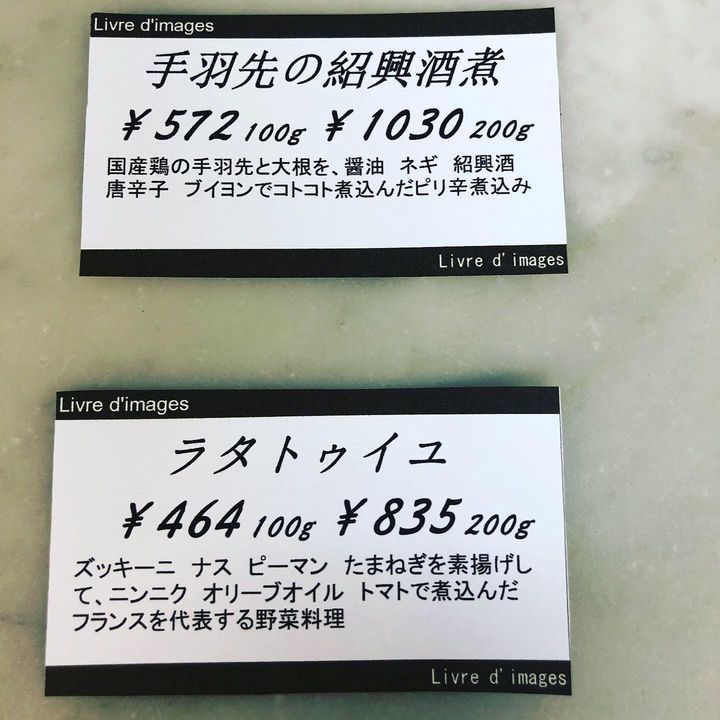 Livre d'images
手羽先の紹興酒煮
￥572 100g ￥1030 200g
国産鶏の手羽先と大根を、醤油 ネギ 紹興酒
唐辛子 ブイヨンでコトコト煮込んだピリ辛煮込み
Livre d'images
Livre d'images
ラタトゥイユ
￥464 100g ￥835 200g
ズッキーニ ナス ピーマン たまねぎを素揚げし
て、ニンニク オリーブオイル トマトで煮込んだ
フランスを代表する野菜料理
Livre d'images